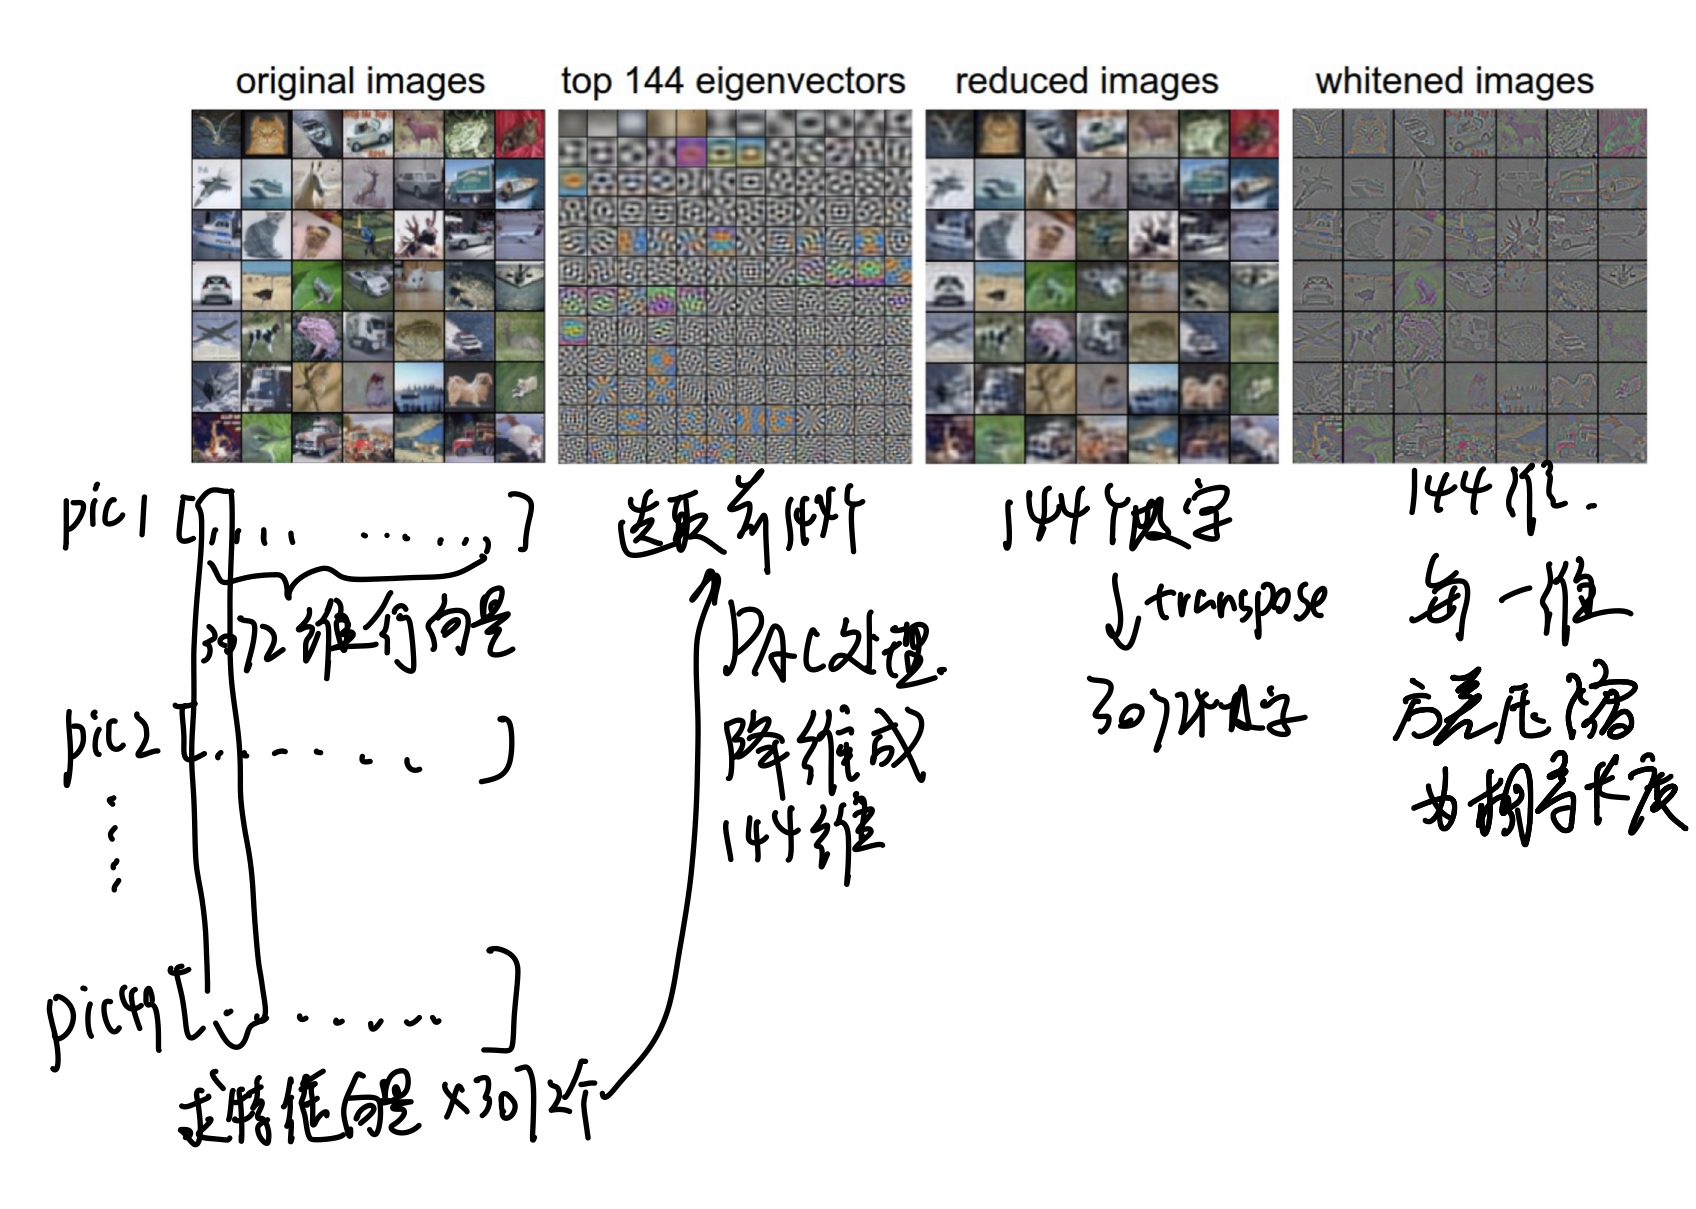 original images
top 144 eigenvectors
reduced images
whitened images
pic1 [ ]
3072维行向量
pic2 [ ]
pic49 [ ]
求特征向量 ×3072个
选取前144个
PAC处理.
降维成
144维
144个数字
↓ transpose
3072个数字
144维.
每一维
方差压缩
为相等长度